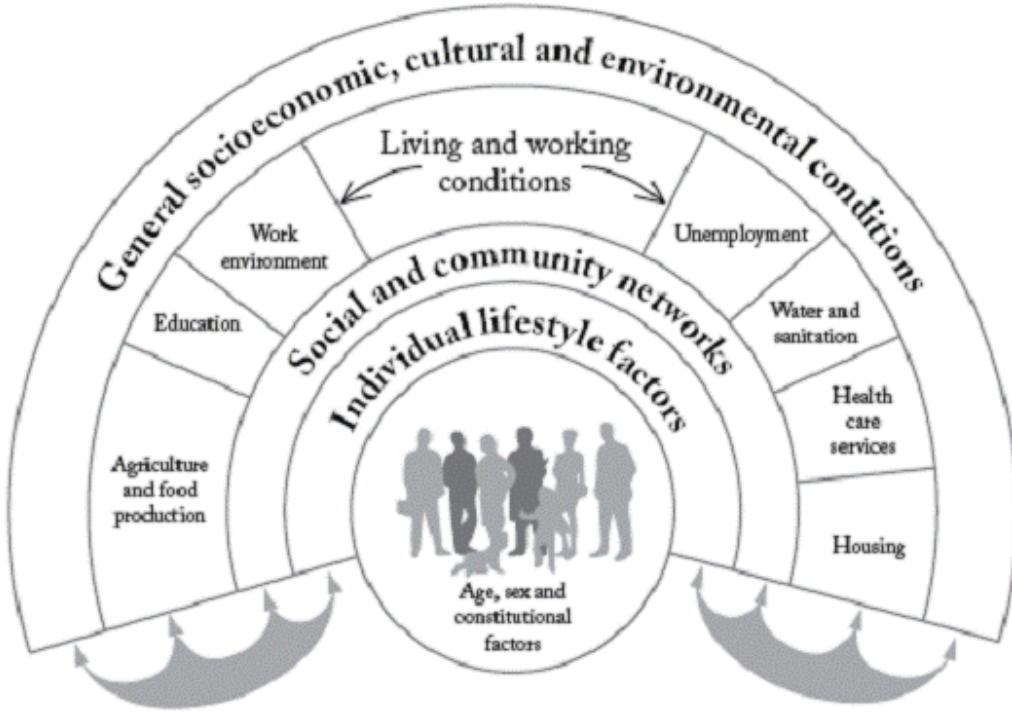 General socioeconomic, cultural and environmental conditions
Living and working
conditions
Work
environment
Unemployment
Education
Water and
sanitation
Agriculture
and food
production
Health
care
services
Housing
Social and community networks
Individual lifestyle factors
Age, sex and
constitutional
factors